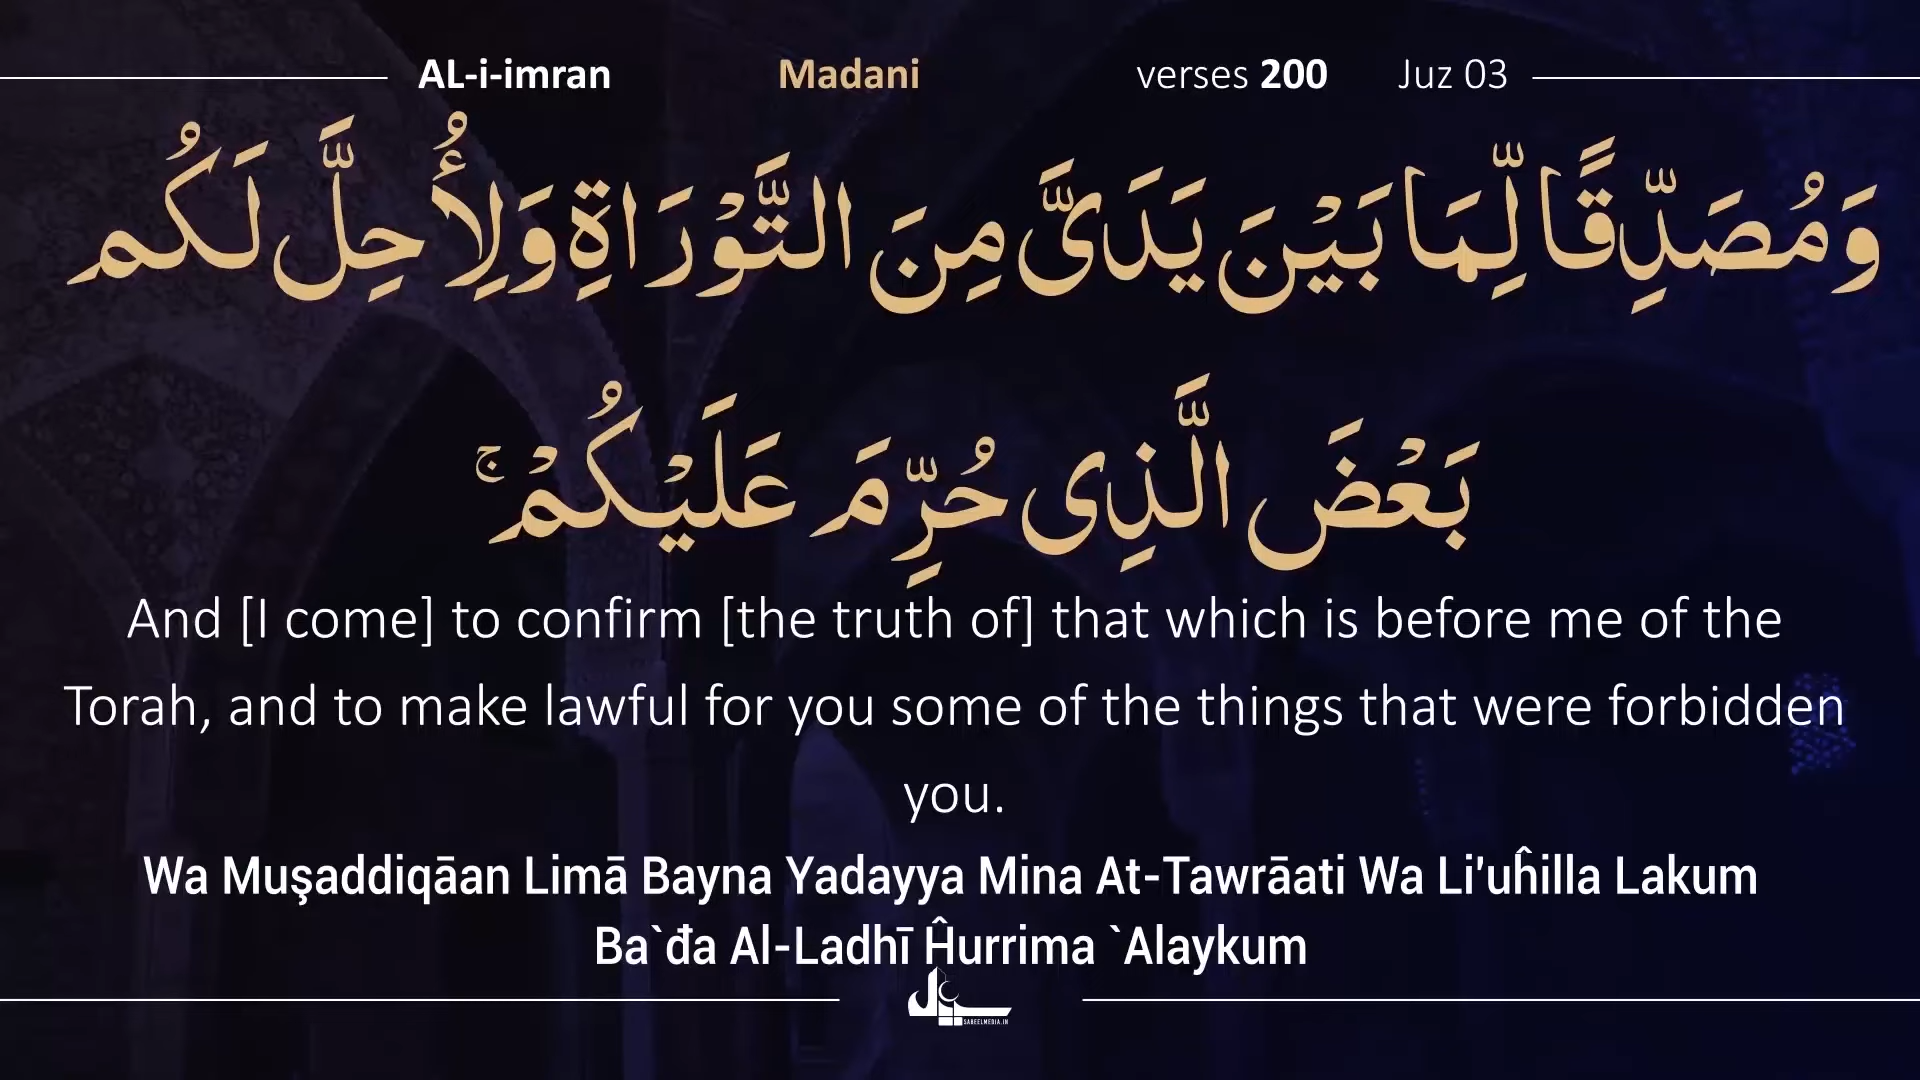 AL-i-imran Madani verses 200 Juz 03
وَمُصَدِّقًا لِّمَا بَيْنَ يَدَىَّ مِنَ التَّوْرَاةِ وَلِأُحِلَّ لَكُم
بَعْضَ الَّذِى حُرِّمَ عَلَيْكُمْ ۚ
And [I come] to confirm [the truth of] that which is before me of the
Torah, and to make lawful for you some of the things that were forbidden
you.
Wa Muşaddiqāan Limā Bayna Yadayya Mina At-Tawrāati Wa Li'uĥilla Lakum
Ba`đa Al-Ladhī Ĥurrima `Alaykum
SABEELMEDIA.IN